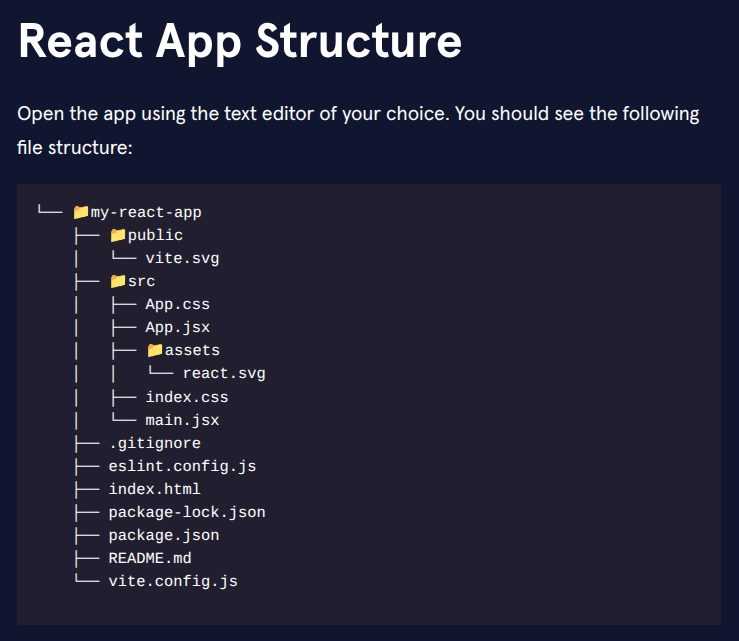 React App Structure
Open the app using the text editor of your choice. You should see the following
file structure:
└── 📁my-react-app
    ├── 📁public
    │   └── vite.svg
    ├── 📁src
    │   ├── App.css
    │   ├── App.jsx
    │   ├── 📁assets
    │   │   └── react.svg
    │   ├── index.css
    │   └── main.jsx
    ├── .gitignore
    ├── eslint.config.js
    ├── index.html
    ├── package-lock.json
    ├── package.json
    ├── README.md
    └── vite.config.js